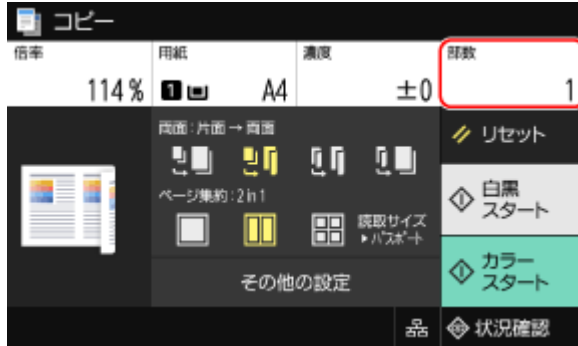 コピー
倍率
114%
用紙
1 A4
濃度
±0
部数
1
両面:片面→両面
ページ集約:2in1
読取サイズ
▶パスポート
その他の設定
リセット
白黒
スタート
カラー
スタート
状況確認